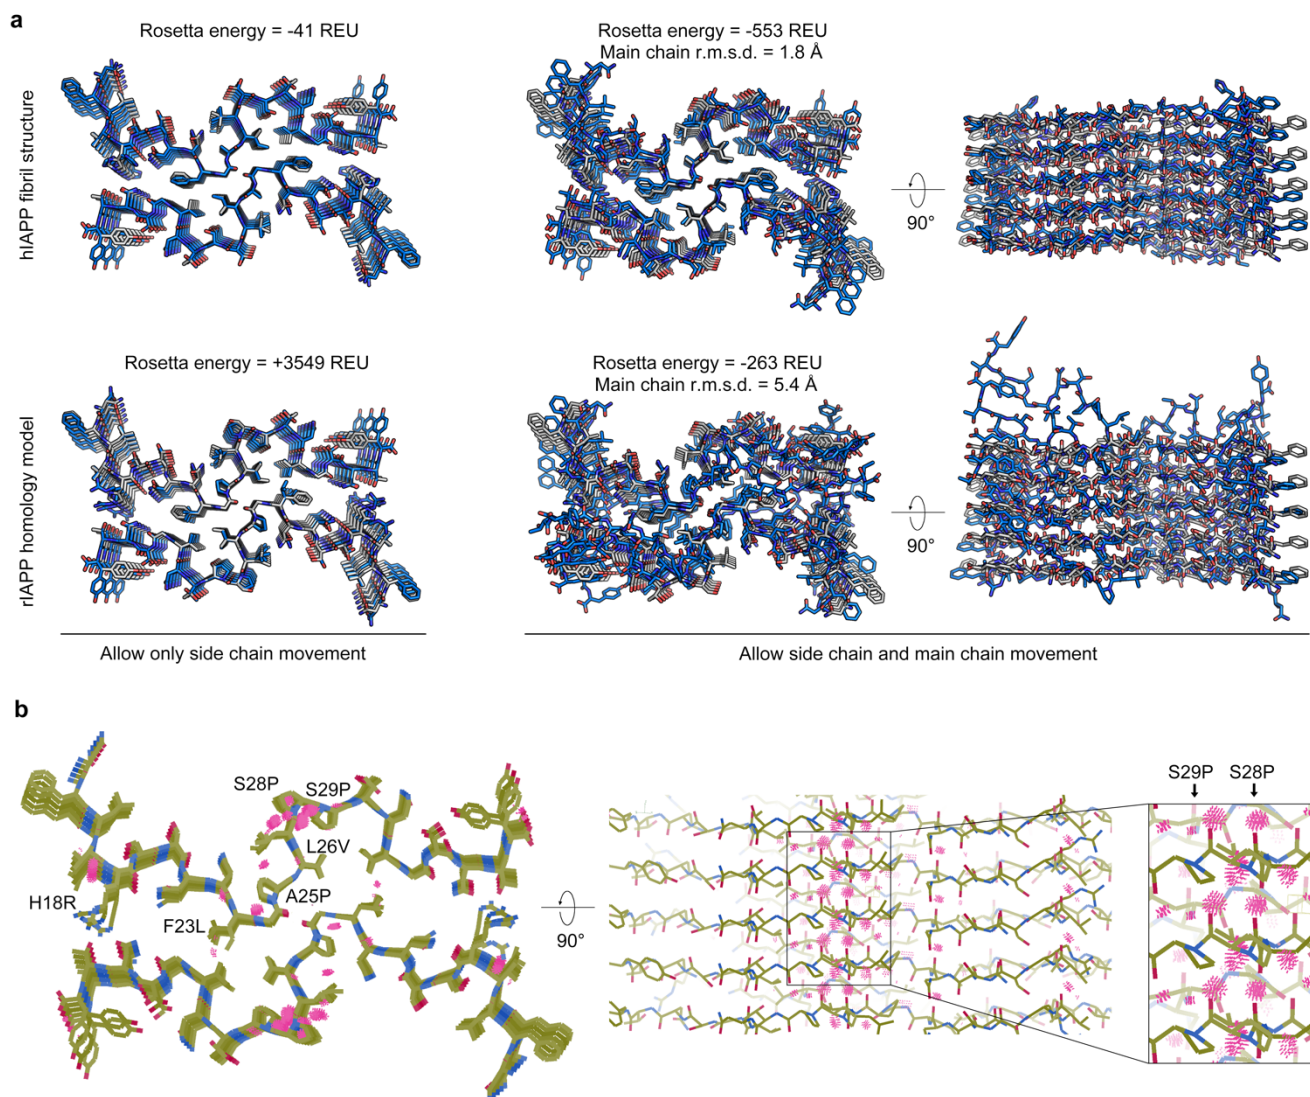 a
Rosetta energy = -41 REU
Rosetta energy = -553 REU
Main chain r.m.s.d. = 1.8 Å
hIAPP fibril structure
90°
Rosetta energy = +3549 REU
Rosetta energy = -263 REU
Main chain r.m.s.d. = 5.4 Å
rIAPP homology model
90°
Allow only side chain movement
Allow side chain and main chain movement
b
S28P
S29P
L26V
A25P
H18R
F23L
90°
S29P
S28P